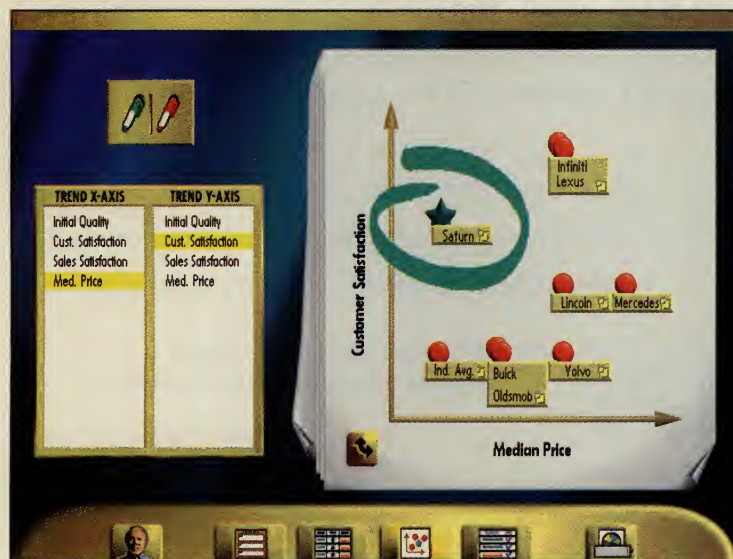 TREND X-AXIS
Initial Quality
Cust. Satisfaction
Sales Satisfaction
Med. Price
TREND Y-AXIS
Initial Quality
Cust. Satisfaction
Sales Satisfaction
Med. Price
Customer Satisfaction
Infiniti
Lexus
Saturn
Lincoln
Mercedes
Ind. Avg.
Buick
Oldsmob
Volvo
Median Price